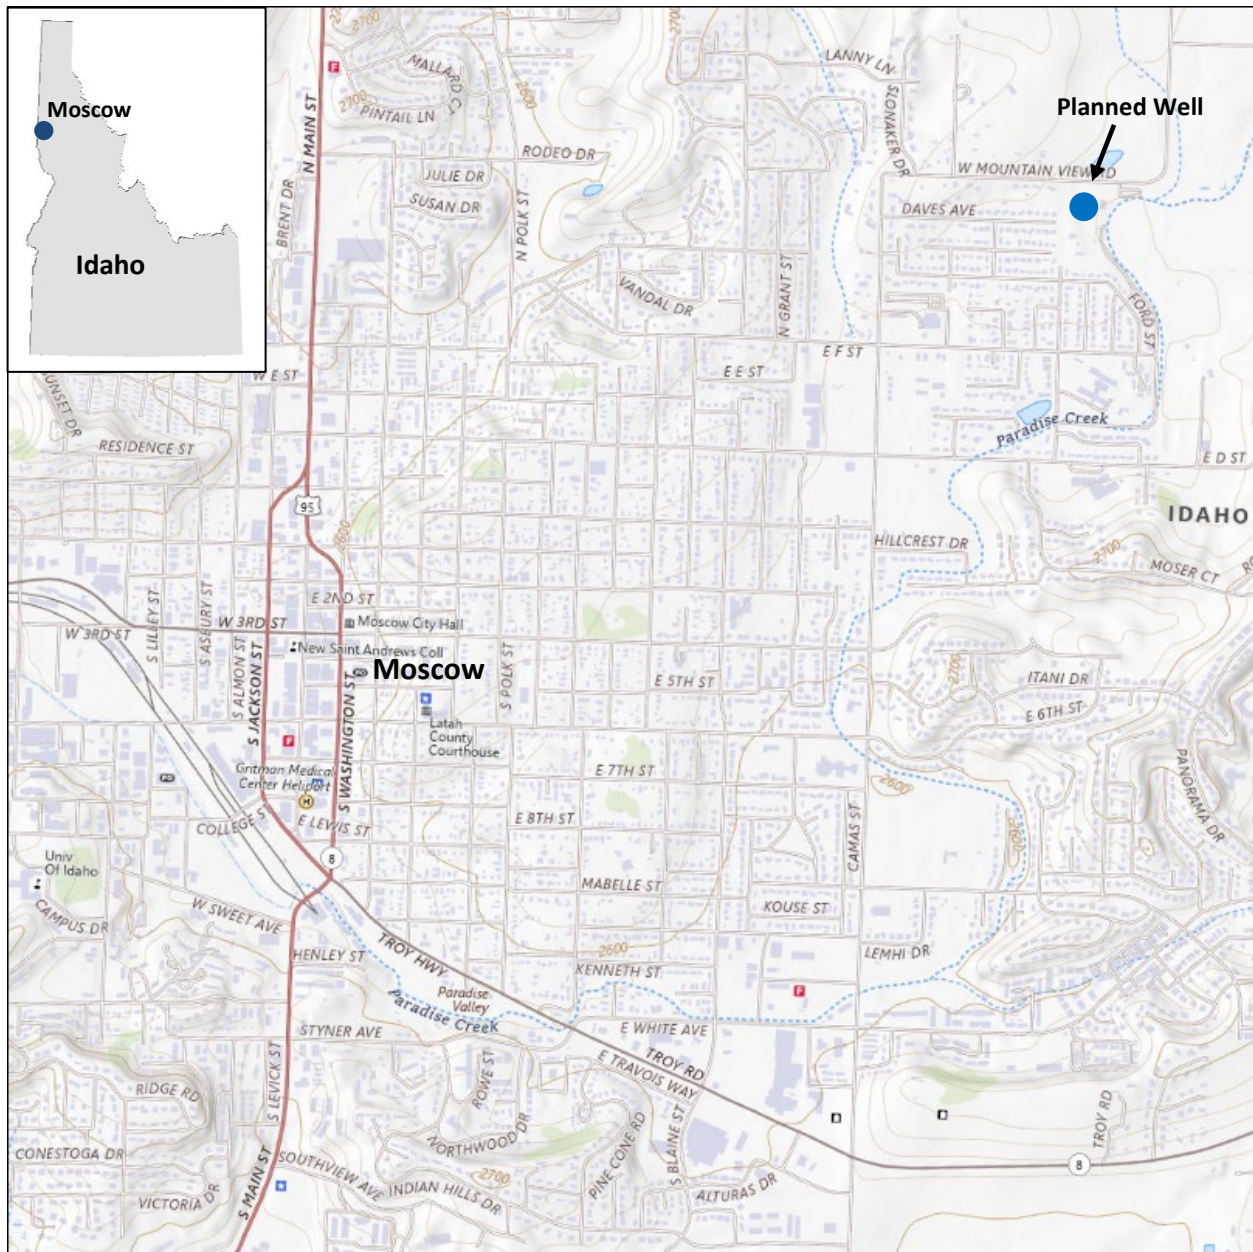 Moscow
Idaho
N MAIN ST
MALLARD CT
2700
PINTAIL LN
2600
2700
LANNY LN
SLONAKER DR
Planned Well
RODEO DR
JULIE DR
SUSAN DR
BRENT DR
N POLK ST
W MOUNTAIN VIEW RD
DAVES AVE
VANDAL DR
N GRANT ST
FORD ST
E F ST
W E ST
E E ST
SUNSET DR
RESIDENCE ST
Paradise Creek
E D ST
95
2600
IDAHO
HILLCREST DR
2700
MOSER CT
E 2ND ST
W 3RD ST
Moscow City Hall
W 3RD ST
S LILLEY ST
S ASBURY ST
S ALMON ST
S JACKSON ST
New Saint Andrews Coll
Moscow
S WASHINGTON ST
S POLK ST
E 5TH ST
2700
ITANI DR
E 6TH ST
Latah
County
Courthouse
F
PO
Gritman Medical
Center Heliport
H
E 7TH ST
2600
PANORAMA DR
COLLEGE ST
E LEWIS ST
E 8TH ST
CAMAS ST
2600
8
Univ
Of Idaho
CAMPUS DR
W SWEET AVE
MABELLE ST
KOUSE ST
HENLEY ST
TROY HWY
2600
KENNETH ST
LEMHI DR
F
Paradise
Valley
Paradise Creek
STYNER AVE
E WHITE AVE
TROY RD
E TRAVOIS WAY
RIDGE RD
S LEVICK ST
ROWE ST
NORTHWOOD DR
PINE CONE RD
S BLAINE ST
TROY RD
CONESTOGA DR
VICTORIA DR
S MAIN ST
SOUTHVIEW AVE
2700
INDIAN HILLS DR
ALTURAS DR
8